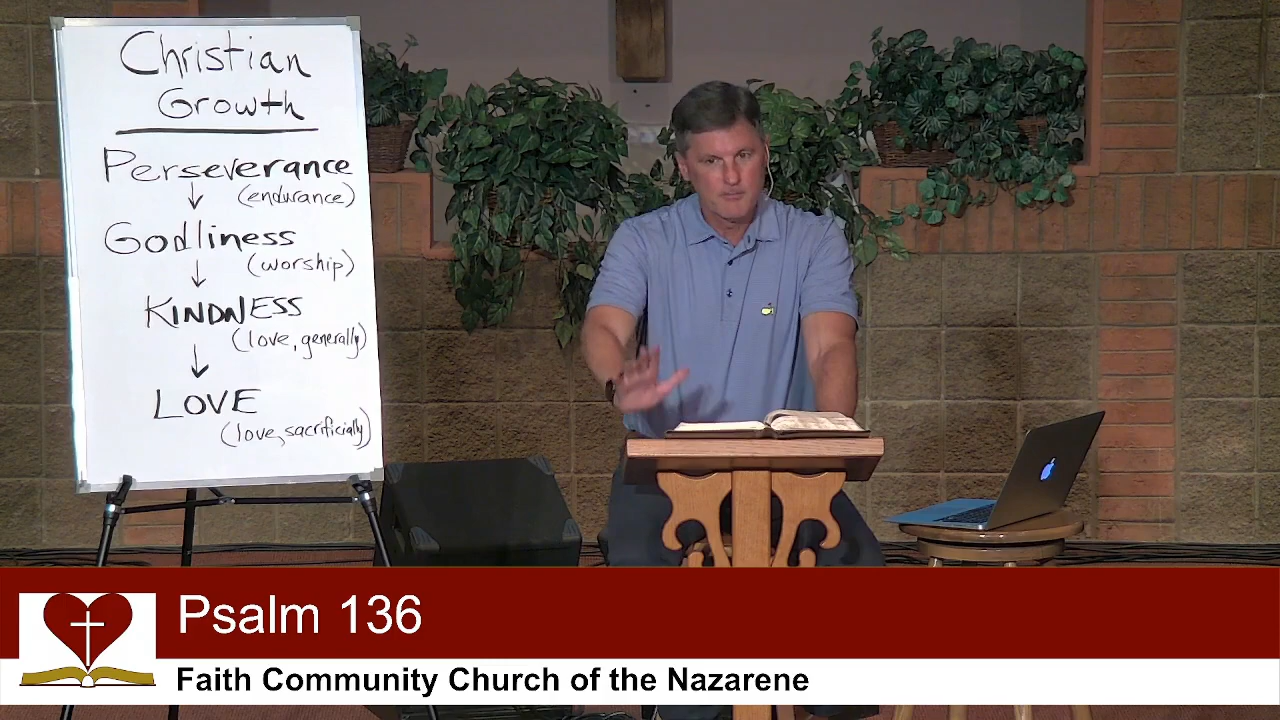 Christian
Growth
Perseverance
(endurance)
Godliness
(worship)
KINDNESS
(love, generally)
LOVE
(love, sacrificially)
Psalm 136
Faith Community Church of the Nazarene